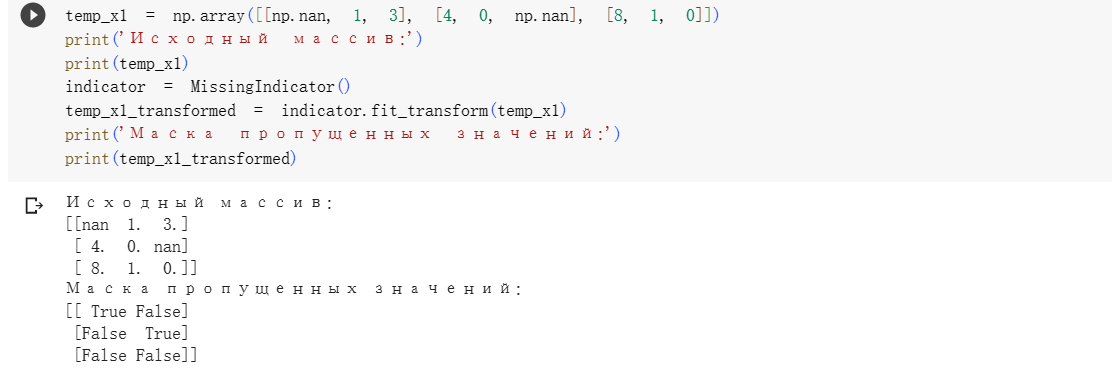 temp_x1 = np.array([[np.nan, 1, 3], [4, 0, np.nan], [8, 1, 0]])
print('Исходный массив:')
print(temp_x1)
indicator = MissingIndicator()
temp_x1_transformed = indicator.fit_transform(temp_x1)
print('Маска пропущенных значений:')
print(temp_x1_transformed)
Исходный массив:
[[nan 1. 3.]
[ 4. 0. nan]
[ 8. 1. 0.]]
Маска пропущенных значений:
[[ True False]
[False True]
[False False]]